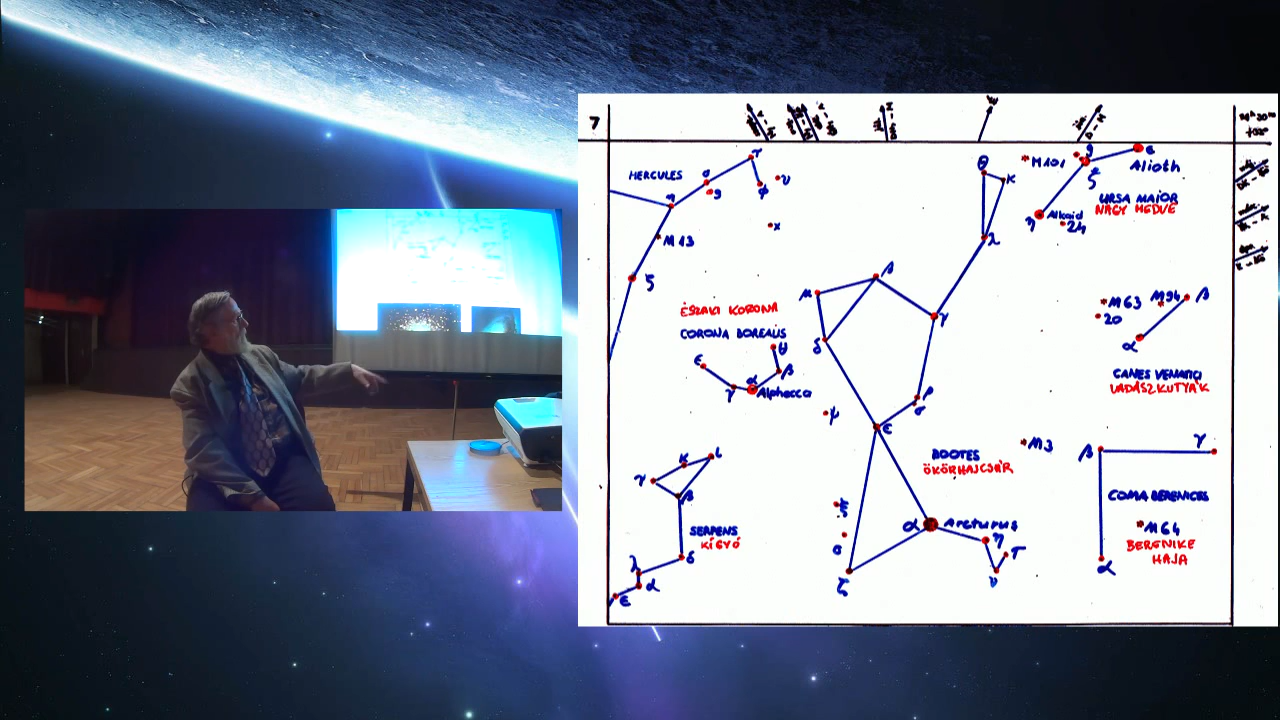 7
HERCULES
τ
σ
φ
υ
η
χ
M13
ζ
θ
κ
λ
M101
ε
Alioth
ζ
URSA MAIOR
NAGY MEDVE
η
Alkaid
24
β
μ
γ
δ
ÉSZAKI KORONA
CORONA BOREALIS
ε
θ
β
α
γ
Alphecca
M63
M94
β
20
α
CANES VENATICI
VADÁSZKUTYÁK
ρ
σ
ψ
ε
BOOTES
ÖKÖRHAJCSÁR
M3
β
γ
COMA BERENICES
M64
BERENIKE
HAJA
α
κ
ι
γ
β
SERPENS
KÍGYÓ
δ
λ
α
ε
ξ
ο
α
Arcturus
η
τ
υ
ζ